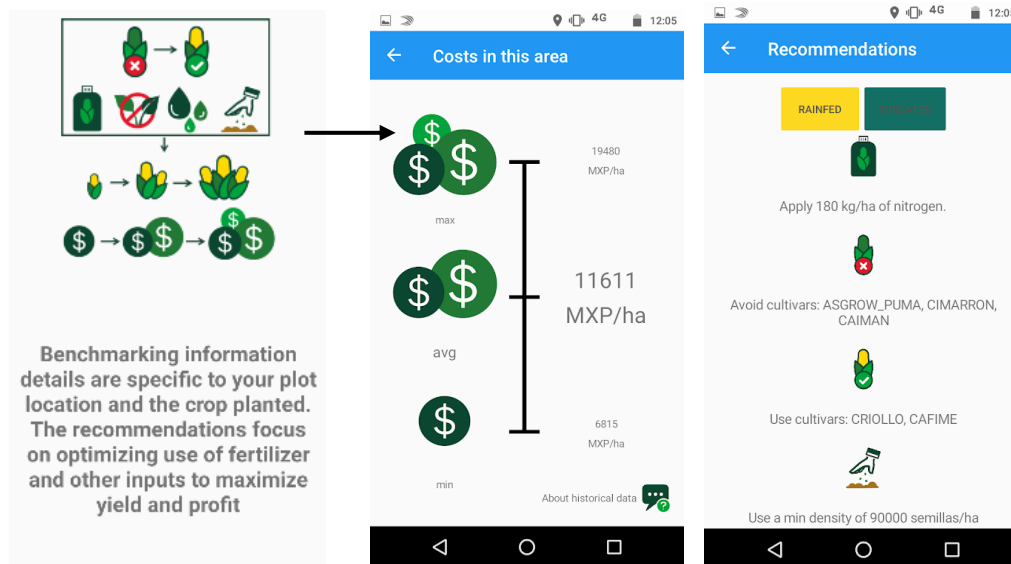 Benchmarking information
details are specific to your plot
location and the crop planted.
The recommendations focus
on optimizing use of fertilizer
and other inputs to maximize
yield and profit
4G 12:05
Costs in this area
$
$ $
19480
MXP/ha
max
$ $
11611
MXP/ha
avg
$
6815
MXP/ha
min
About historical data
4G 12:05
Recommendations
RAINFED
Apply 180 kg/ha of nitrogen.
Avoid cultivars: ASGROW_PUMA, CIMARRON,
CAIMAN
Use cultivars: CRIOLLO, CAFIME
Use a min density of 90000 semillas/ha